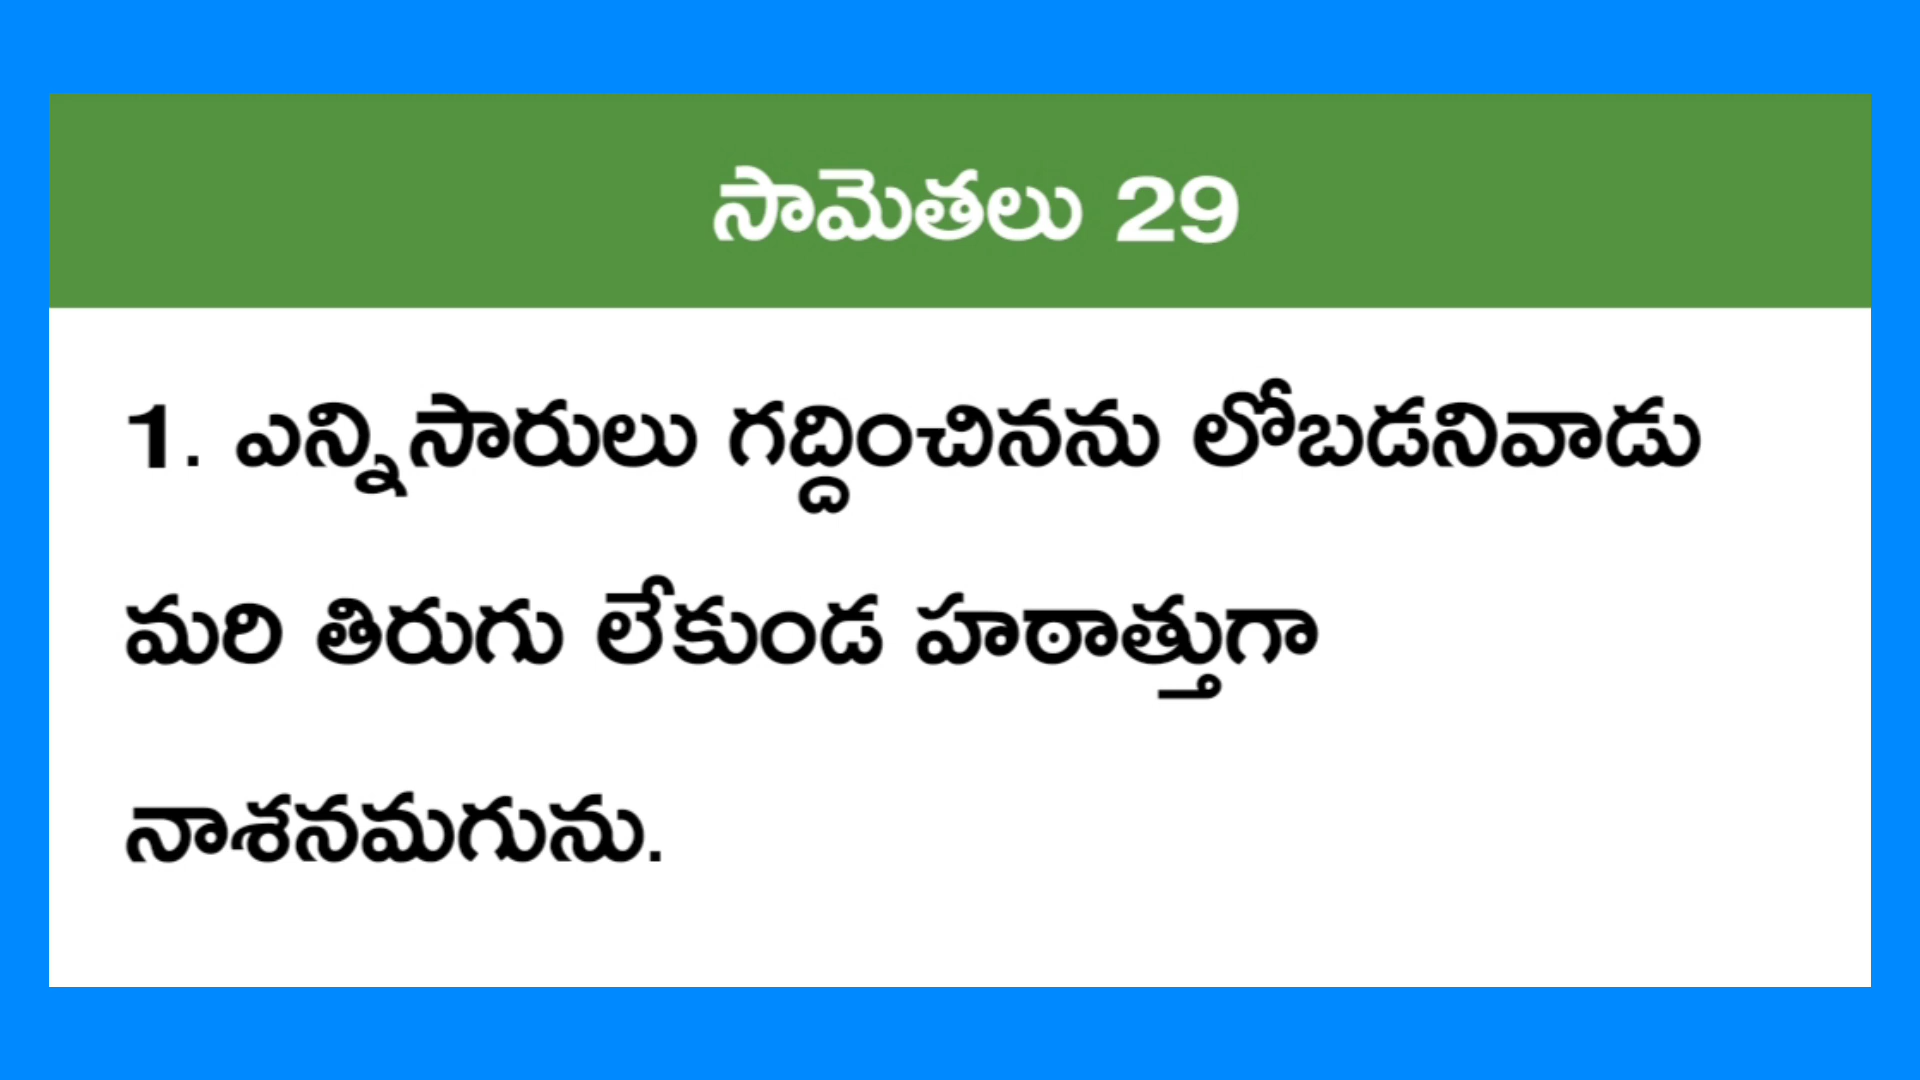 సామెతలు 29
1. ఎన్నిసారులు గద్దించినను లోబడనివాడు
మరి తిరుగు లేకుండ హఠాత్తుగా
నాశనమగును.